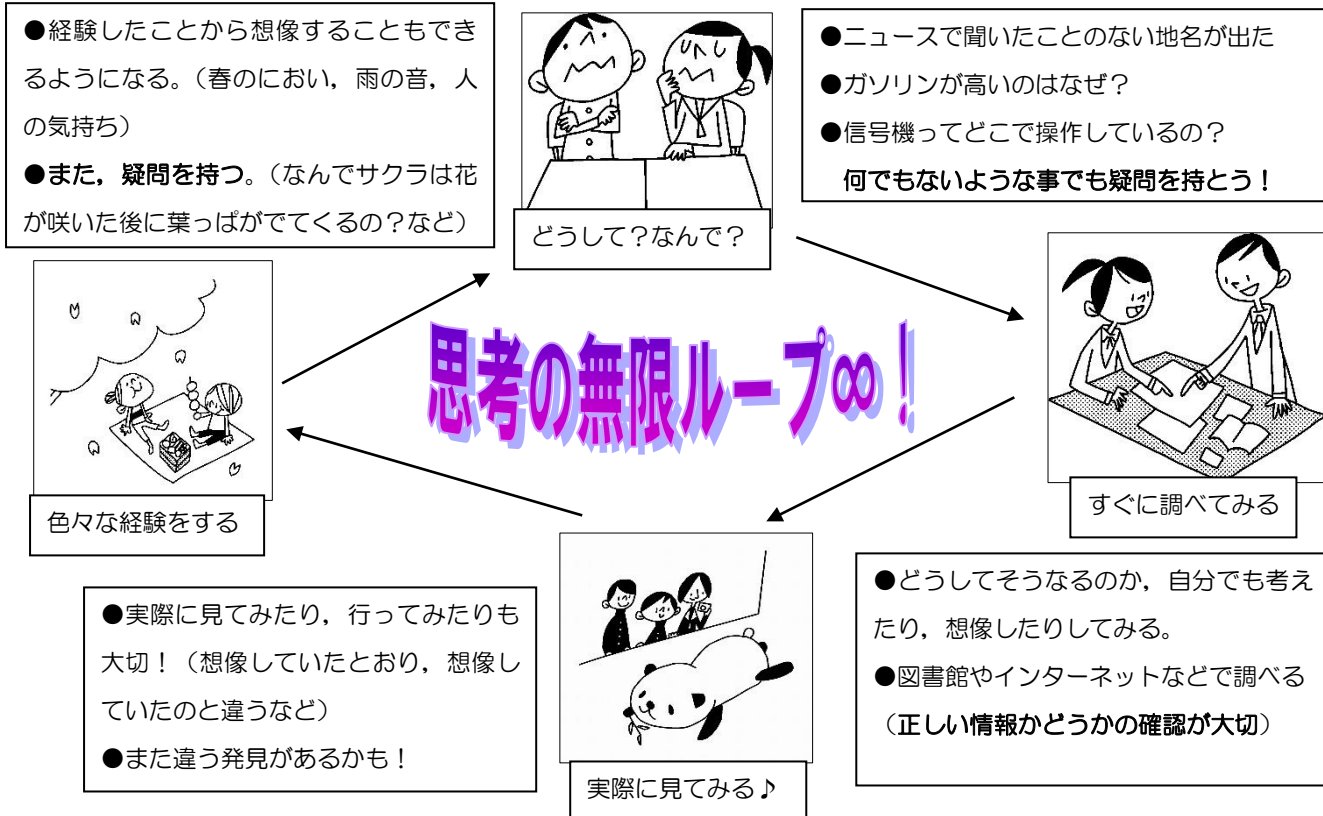 ●経験したことから想像することもでき
るようになる。（春のにおい，雨の音，人
の気持ち）
●また，疑問を持つ。（なんでサクラは花
が咲いた後に葉っぱがでてくるの？など）
どうして？なんで？
●ニュースで聞いたことのない地名が出た
●ガソリンが高いのはなぜ？
●信号機ってどこで操作しているの？
何でもないような事でも疑問を持とう！
思考の無限ループ∞！
色々な経験をする
すぐに調べてみる
●実際に見てみたり，行ってみたりも
大切！（想像していたとおり，想像し
ていたのと違うなど）
●また違う発見があるかも！
実際に見てみる♪
●どうしてそうなるのか，自分でも考え
たり，想像したりしてみる。
●図書館やインターネットなどで調べる
（正しい情報かどうかの確認が大切）